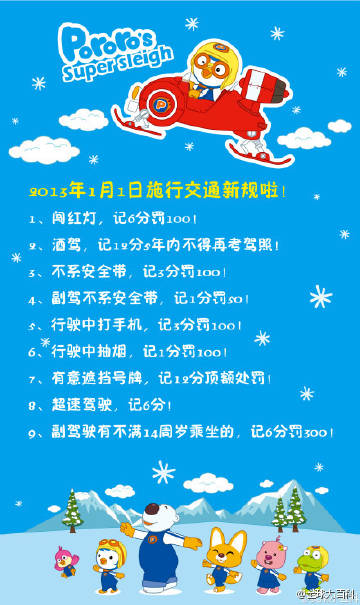 Pororo's
Super Sleigh
P
2013年1月1日施行交通新规啦!
1、闯红灯,记6分罚100!
2、酒驾,记12分5年内不得再考驾照!
3、不系安全带,记3分罚100!
4、副驾不系安全带,记1分罚50!
5、行驶中打手机,记3分罚100!
6、行驶中抽烟,记1分罚100!
7、有意遮挡号牌,记12分顶额处罚!
8、超速驾驶,记6分!
9、副驾驶有不满14周岁乘坐的,记6分罚300!
@全球大百科